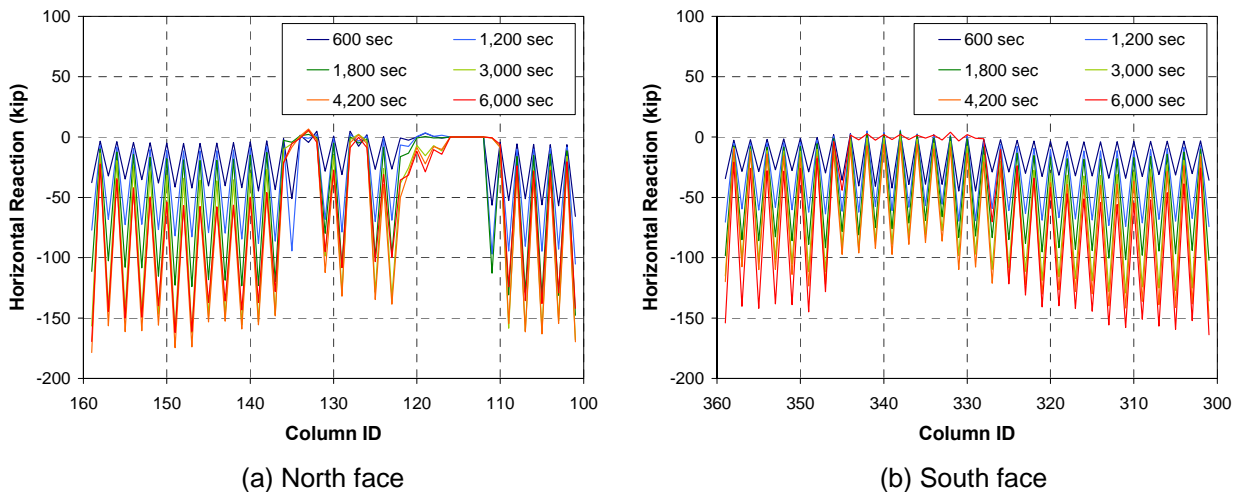 100
50
0
-50
-100
-150
-200
160 150 140 130 120 110 100
Horizontal Reaction (kip)
Column ID
600 sec 1,200 sec
1,800 sec 3,000 sec
4,200 sec 6,000 sec
(a) North face
100
50
0
-50
-100
-150
-200
360 350 340 330 320 310 300
Horizontal Reaction (kip)
Column ID
600 sec 1,200 sec
1,800 sec 3,000 sec
4,200 sec 6,000 sec
(b) South face